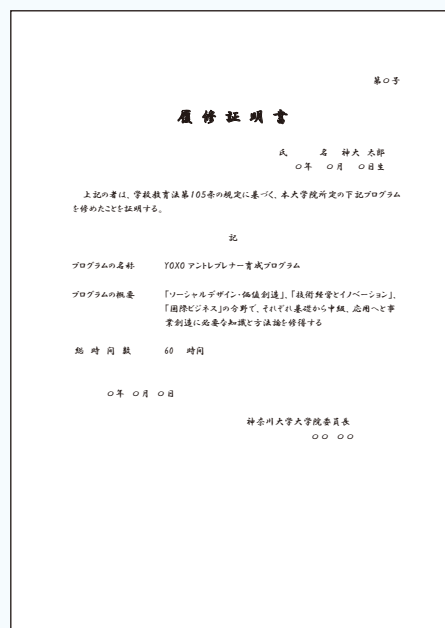 第〇号
履修証明書
氏 名 神大 太郎
〇年 〇月 〇日生
上記の者は、学校教育法第105条の規定に基づく、本大学院所定の下記プログラム
を修めたことを証明する。
記
プログラムの名称 YOXO アントレプレナー育成プログラム
プログラムの概要 「ソーシャルデザイン・価値創造」、「技術経営とイノベーション」、
「国際ビジネス」の分野で、それぞれ基礎から中級、応用へと事
業創造に必要な知識と方法論を修得する
総時間数 60 時間
〇年 〇月 〇日
神奈川大学大学院委員長
〇〇 〇〇